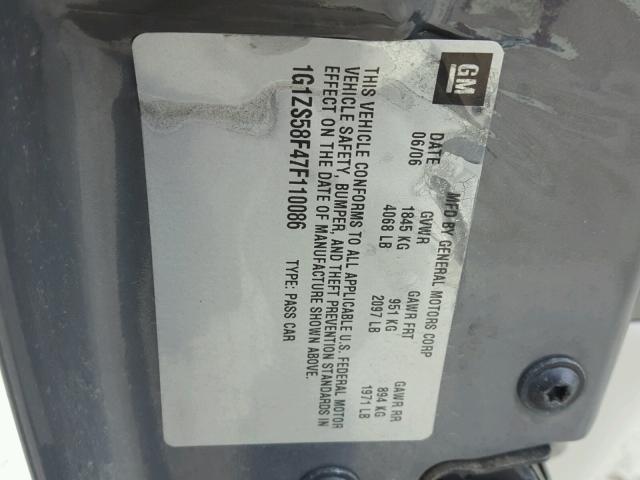 GM
MFD BY GENERAL MOTORS CORP
DATE GVWR GAWR FRT GAWR RR
06/06 1845 KG 951 KG 894 KG
4068 LB 2097 LB 1971 LB
THIS VEHICLE CONFORMS TO ALL APPLICABLE U.S. FEDERAL MOTOR
VEHICLE SAFETY, BUMPER, AND THEFT PREVENTION STANDARDS IN
EFFECT ON THE DATE OF MANUFACTURE SHOWN ABOVE.
1G1ZS58F47F110086 TYPE: PASS CAR